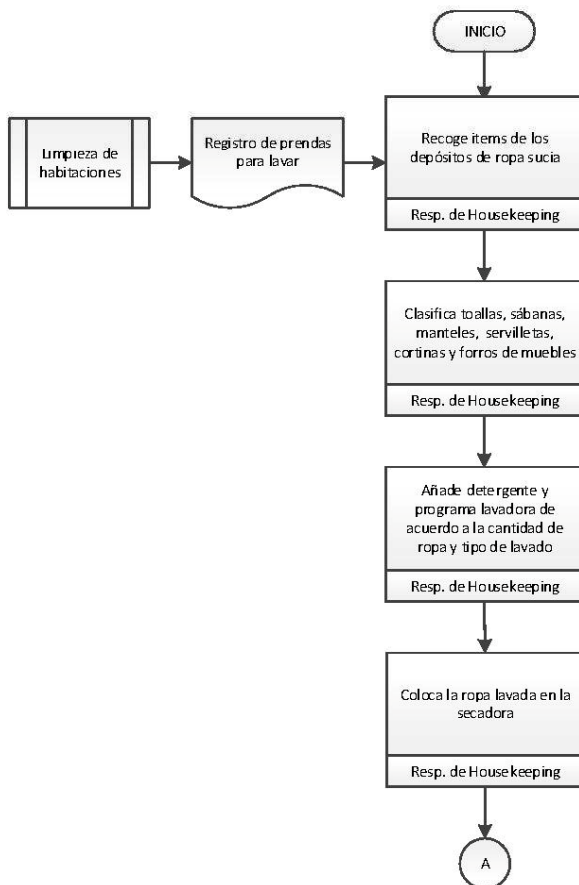 INICIO
Limpieza de
habitaciones
Registro de prendas
para lavar
Recoge items de los
depósitos de ropa sucia
Resp. de Housekeeping
Clasifica toallas, sábanas,
manteles, servilletas,
cortinas y forros de muebles
Resp. de Housekeeping
Añade detergente y
programa lavadora de
acuerdo a la cantidad de
ropa y tipo de lavado
Resp. de Housekeeping
Coloca la ropa lavada en la
secadora
Resp. de Housekeeping
A